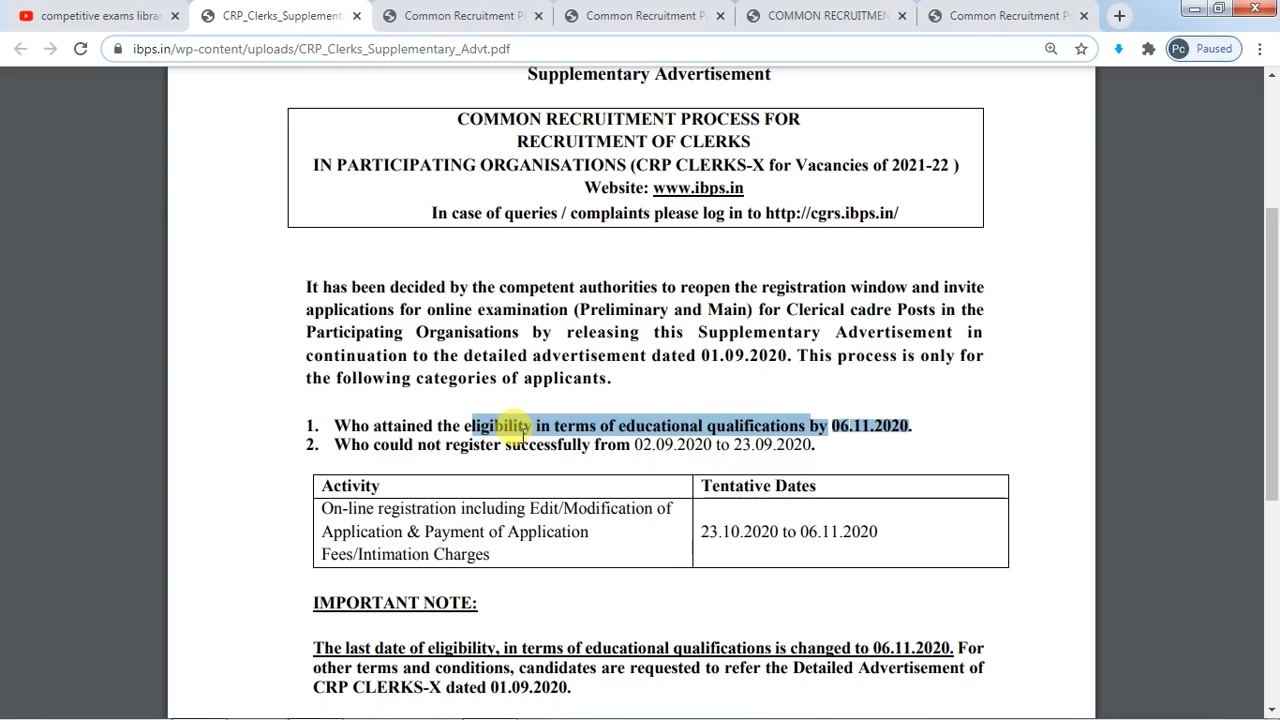 competitive exams librar
CRP_Clerks_Supplementa
Common Recruitment P
Common Recruitment P
COMMON RECRUITMEN
Common Recruitment P
ibps.in/wp-content/uploads/CRP_Clerks_Supplementary_Advt.pdf
Pc Paused
Supplementary Advertisement
COMMON RECRUITMENT PROCESS FOR
RECRUITMENT OF CLERKS
IN PARTICIPATING ORGANISATIONS (CRP CLERKS-X for Vacancies of 2021-22 )
Website: www.ibps.in
In case of queries / complaints please log in to http://cgrs.ibps.in/
It has been decided by the competent authorities to reopen the registration window and invite
applications for online examination (Preliminary and Main) for Clerical cadre Posts in the
Participating Organisations by releasing this Supplementary Advertisement in
continuation to the detailed advertisement dated 01.09.2020. This process is only for
the following categories of applicants.
1. Who attained the eligibility in terms of educational qualifications by 06.11.2020.
2. Who could not register successfully from 02.09.2020 to 23.09.2020.
Activity Tentative Dates
On-line registration including Edit/Modification of
Application & Payment of Application 23.10.2020 to 06.11.2020
Fees/Intimation Charges
IMPORTANT NOTE:
The last date of eligibility, in terms of educational qualifications is changed to 06.11.2020. For
other terms and conditions, candidates are requested to refer the Detailed Advertisement of
CRP CLERKS-X dated 01.09.2020.